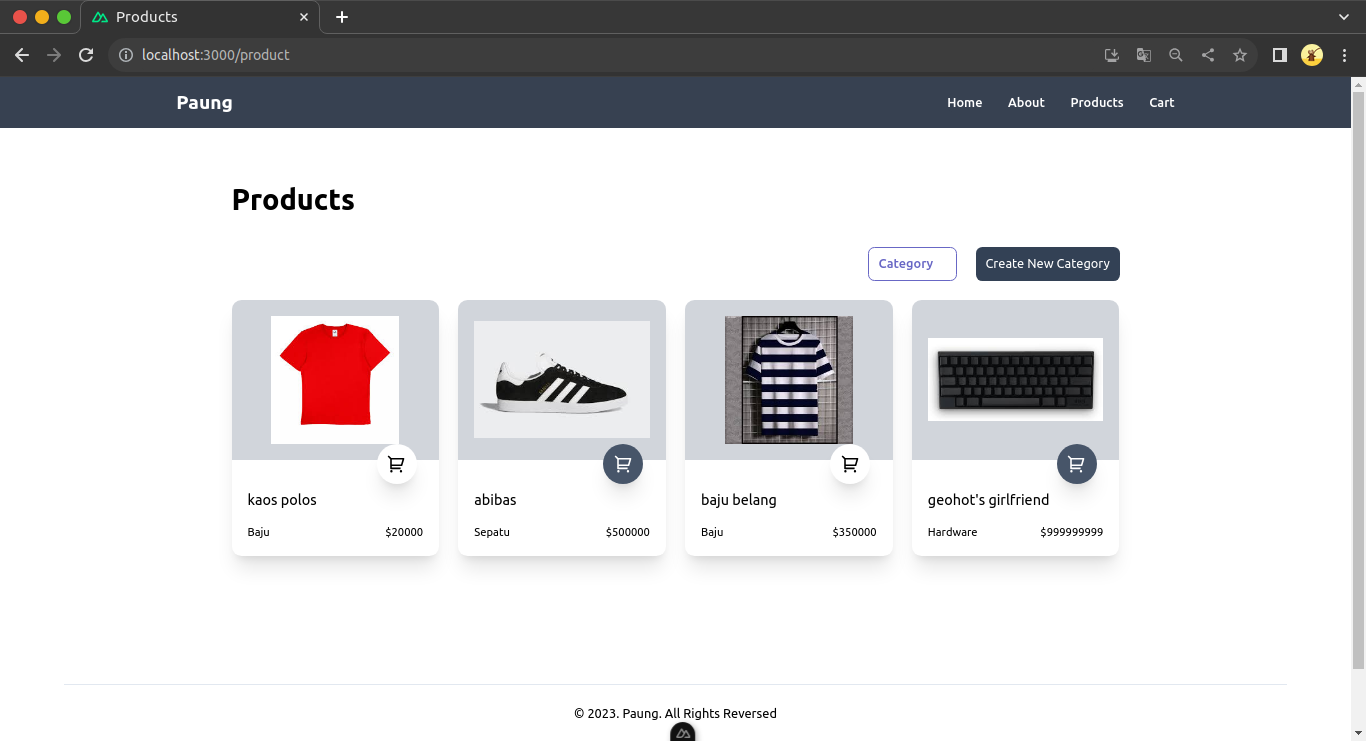 Products
localhost:3000/product
Paung
Home About Products Cart
Products
Category Create New Category
kaos polos
Baju $20000
abibas
Sepatu $500000
baju belang
Baju $350000
geohot's girlfriend
Hardware $999999999
© 2023. Paung. All Rights Reversed